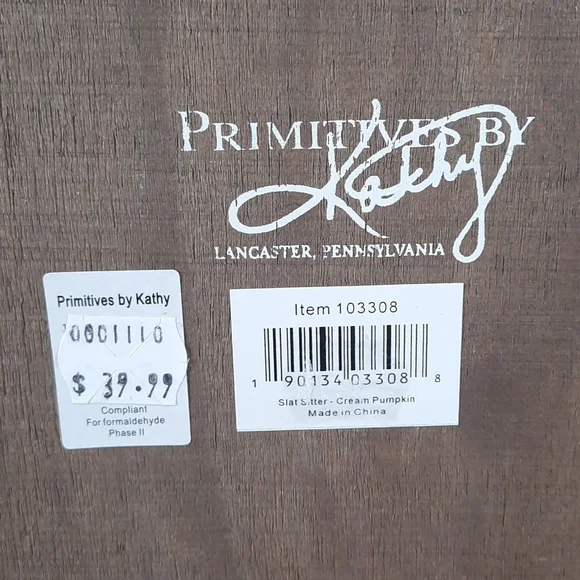 PRIMITIVES BY
Kathy
LANCASTER, PENNSYLVANIA
Primitives by Kathy
0001110
$ 39.99
Compliant
For formaldehyde
Phase II
Item 103308
1 90134 03308 8
Slat Sitter - Cream Pumpkin
Made in China